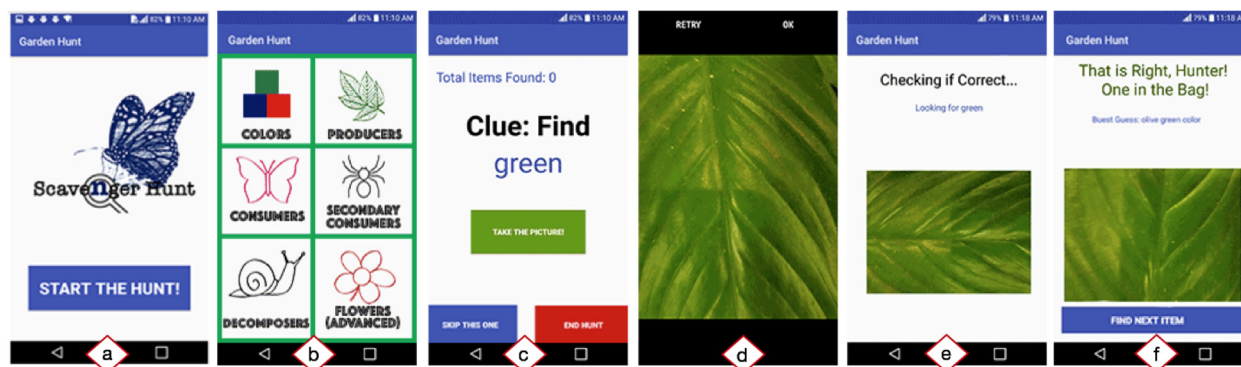 82% 11:10 AM
Garden Hunt
Scavenger Hunt
START THE HUNT!
a
82% 11:10 AM
Garden Hunt
COLORS
PRODUCERS
CONSUMERS
SECONDARY
CONSUMERS
DECOMPOSERS
FLOWERS
(ADVANCED)
b
82% 11:10 AM
Garden Hunt
Total Items Found: 0
Clue: Find
green
TAKE THE PICTURE!
SKIP THIS ONE
END HUNT
c
RETRY
OK
d
79% 11:18 AM
Garden Hunt
Checking if Correct...
Looking for green
e
79% 11:18 A
Garden Hunt
That is Right, Hunter!
One in the Bag!
Buest Guess: olive green color
FIND NEXT ITEM
f